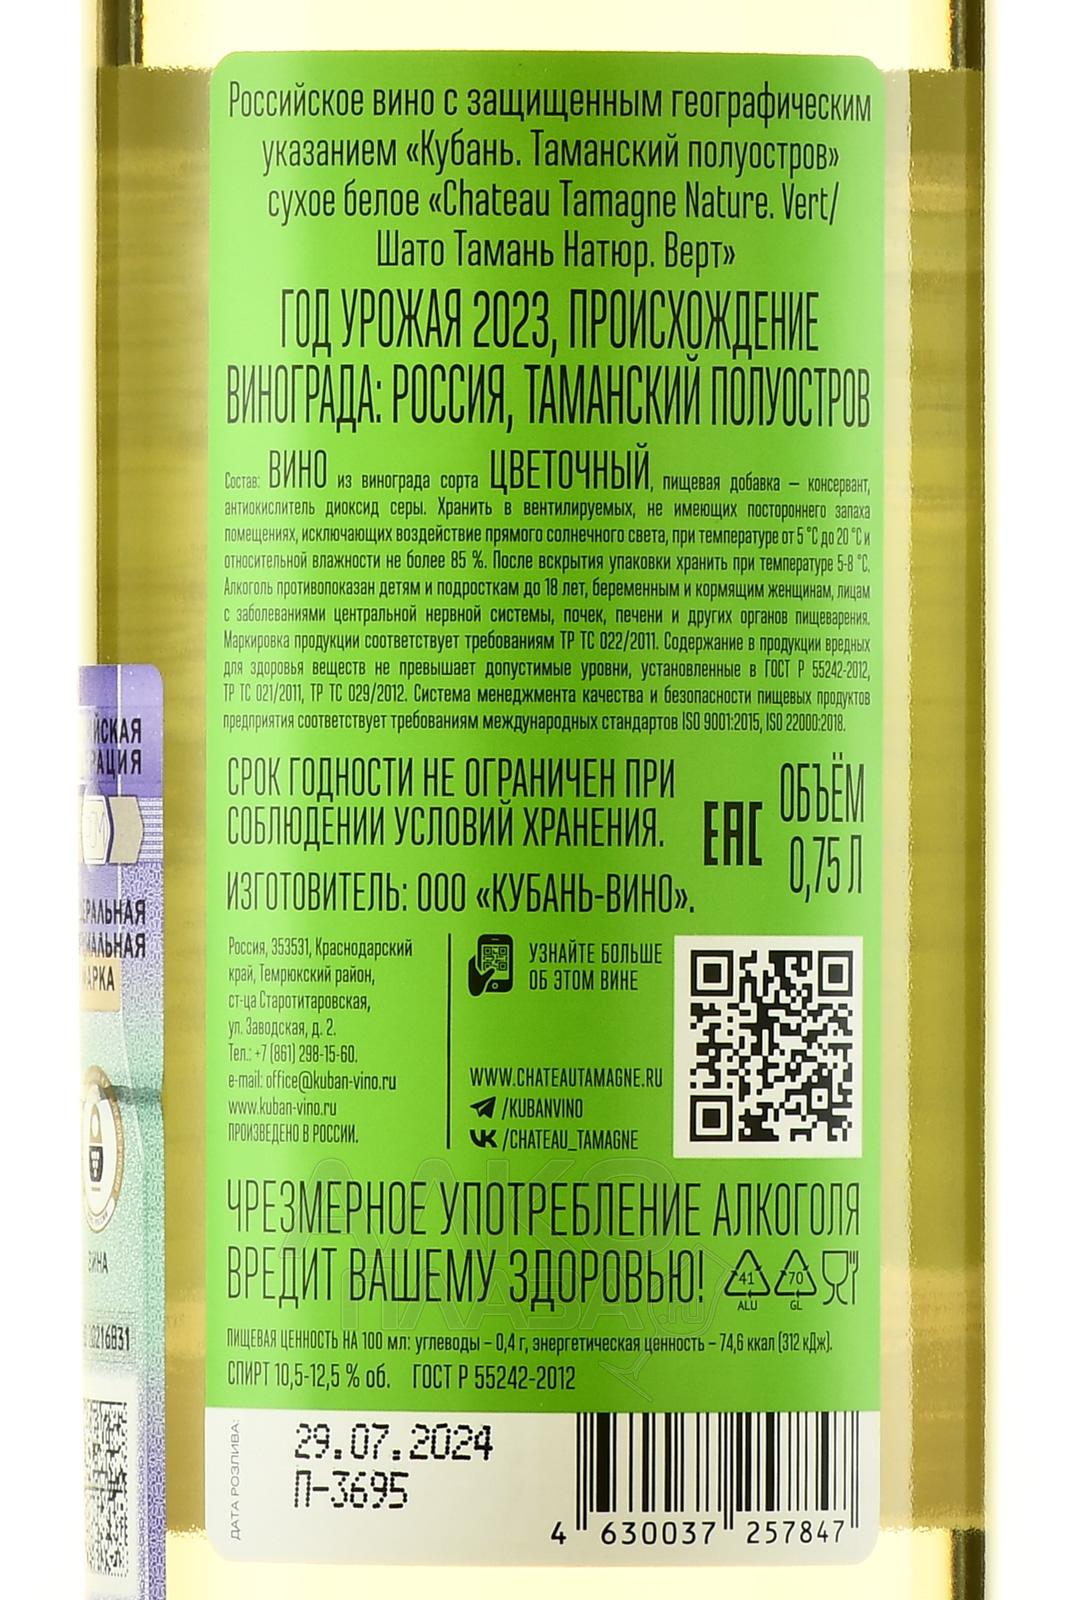 Российское вино с защищенным географическим
указанием «Кубань. Таманский полуостров»
сухое белое «Chateau Tamagne Nature. Vert/
Шато Тамань Натюр. Верт»
ГОД УРОЖАЯ 2023, ПРОИСХОЖДЕНИЕ
ВИНОГРАДА: РОССИЯ, ТАМАНСКИЙ ПОЛУОСТРОВ
Состав: ВИНО из винограда сорта ЦВЕТОЧНЫЙ, пищевая добавка – консервант,
антиокислитель диоксид серы. Хранить в вентилируемых, не имеющих постороннего запаха
помещениях, исключающих воздействие прямого солнечного света, при температуре от 5 °С до 20 °С и
относительной влажности не более 85 %. После вскрытия упаковки хранить при температуре 5-8 °С.
Алкоголь противопоказан детям и подросткам до 18 лет, беременным и кормящим женщинам, лицам
с заболеваниями центральной нервной системы, почек, печени и других органов пищеварения.
Маркировка продукции соответствует требованиям ТР ТС 022/2011. Содержание в продукции вредных
для здоровья веществ не превышает допустимые уровни, установленные в ГОСТ Р 55242-2012,
ТР ТС 021/2011, ТР ТС 029/2012. Система менеджмента качества и безопасности пищевых продуктов
предприятия соответствует требованиям международных стандартов ISO 9001:2015, ISO 22000:2018.
СРОК ГОДНОСТИ НЕ ОГРАНИЧЕН ПРИ
СОБЛЮДЕНИИ УСЛОВИЙ ХРАНЕНИЯ.
EAC
ОБЪЁМ
0,75 Л
ИЗГОТОВИТЕЛЬ: ООО «КУБАНЬ-ВИНО».
Россия, 353531, Краснодарский
край, Темрюкский район,
ст-ца Старотитаровская,
ул. Заводская, д. 2.
Тел.: +7 (861) 298-15-60.
e-mail: office@kuban-vino.ru
www.kuban-vino.ru
ПРОИЗВЕДЕНО В РОССИИ.
УЗНАЙТЕ БОЛЬШЕ
ОБ ЭТОМ ВИНЕ
WWW.CHATEAUTAMAGNE.RU
/KUBANVINO
/CHATEAU_TAMAGNE
ЧРЕЗМЕРНОЕ УПОТРЕБЛЕНИЕ АЛКОГОЛЯ
ВРЕДИТ ВАШЕМУ ЗДОРОВЬЮ!
41
ALU
70
GL
ПИЩЕВАЯ ЦЕННОСТЬ НА 100 мл: углеводы – 0,4 г, энергетическая ценность – 74,6 ккал (312 кДж).
СПИРТ 10,5-12,5 % об. ГОСТ Р 55242-2012
ДАТА РОЗЛИВА:
29.07.2024
П-3695
4 630037 257847
АЛКО
ПЛАЗА.ru